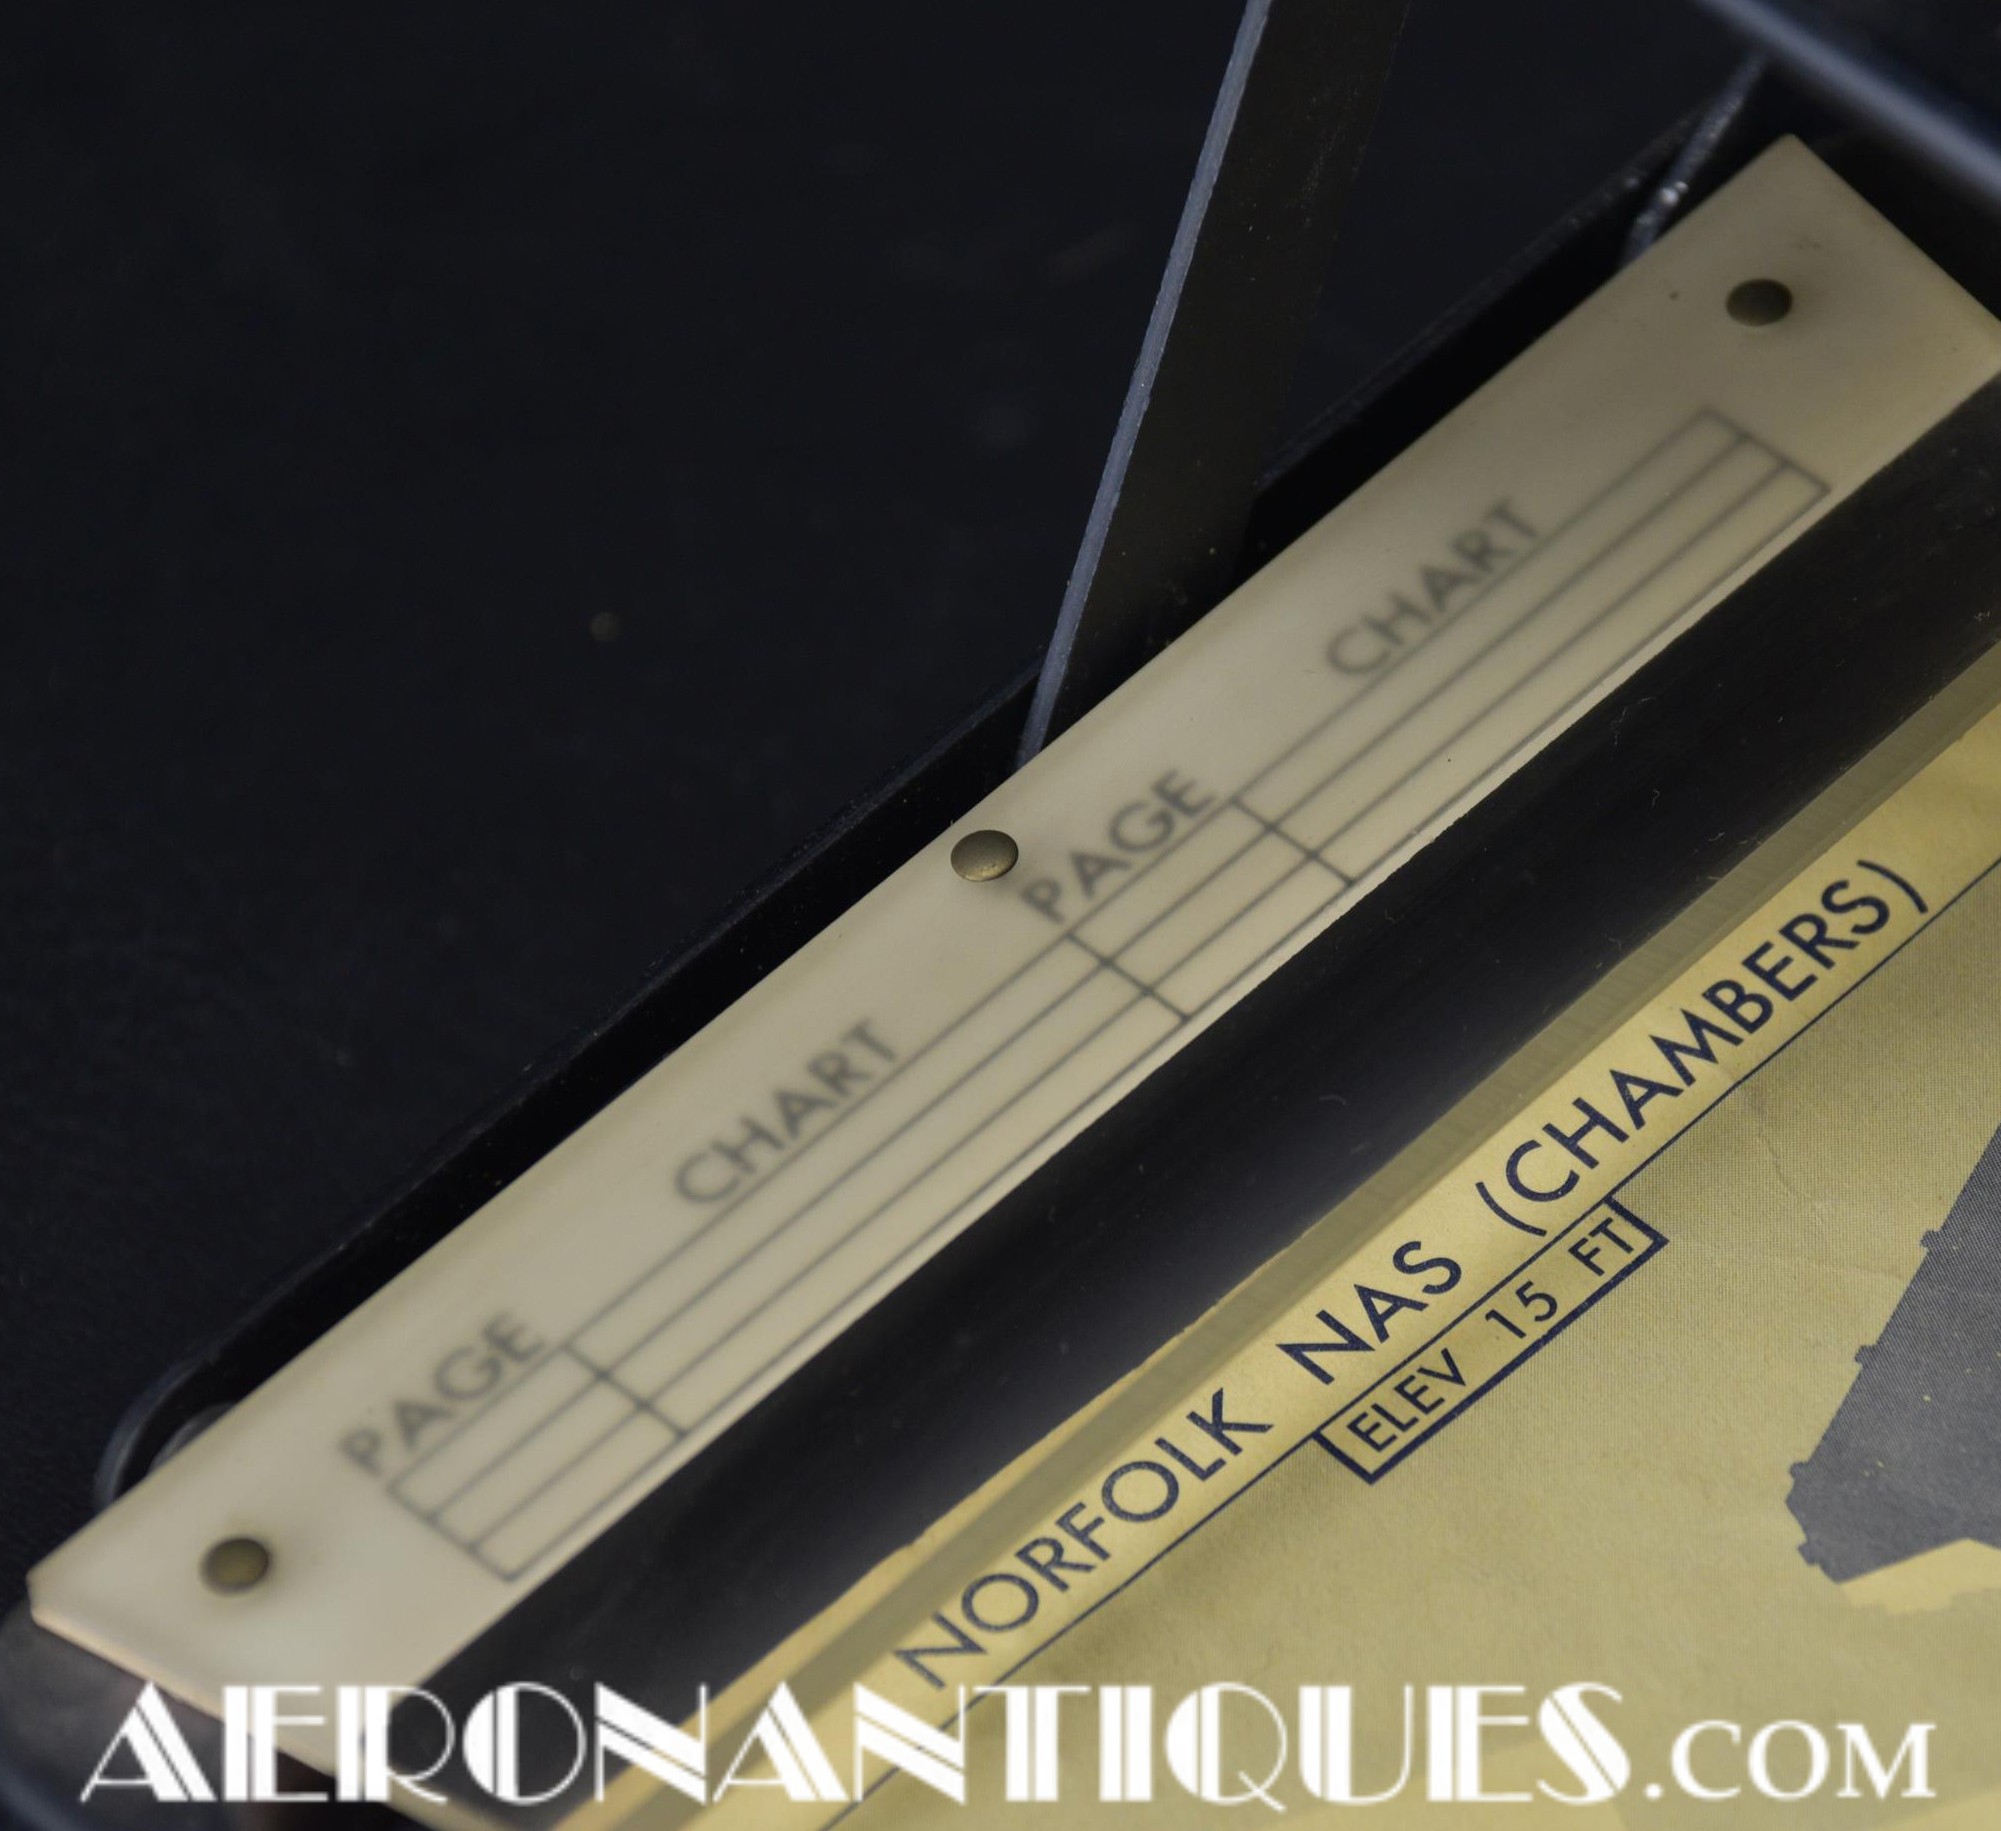 PAGE CHART PAGE CHART
NORFOLK NAS (CHAMBERS)
ELEV 15 FT
AERONANTIQUES.COM